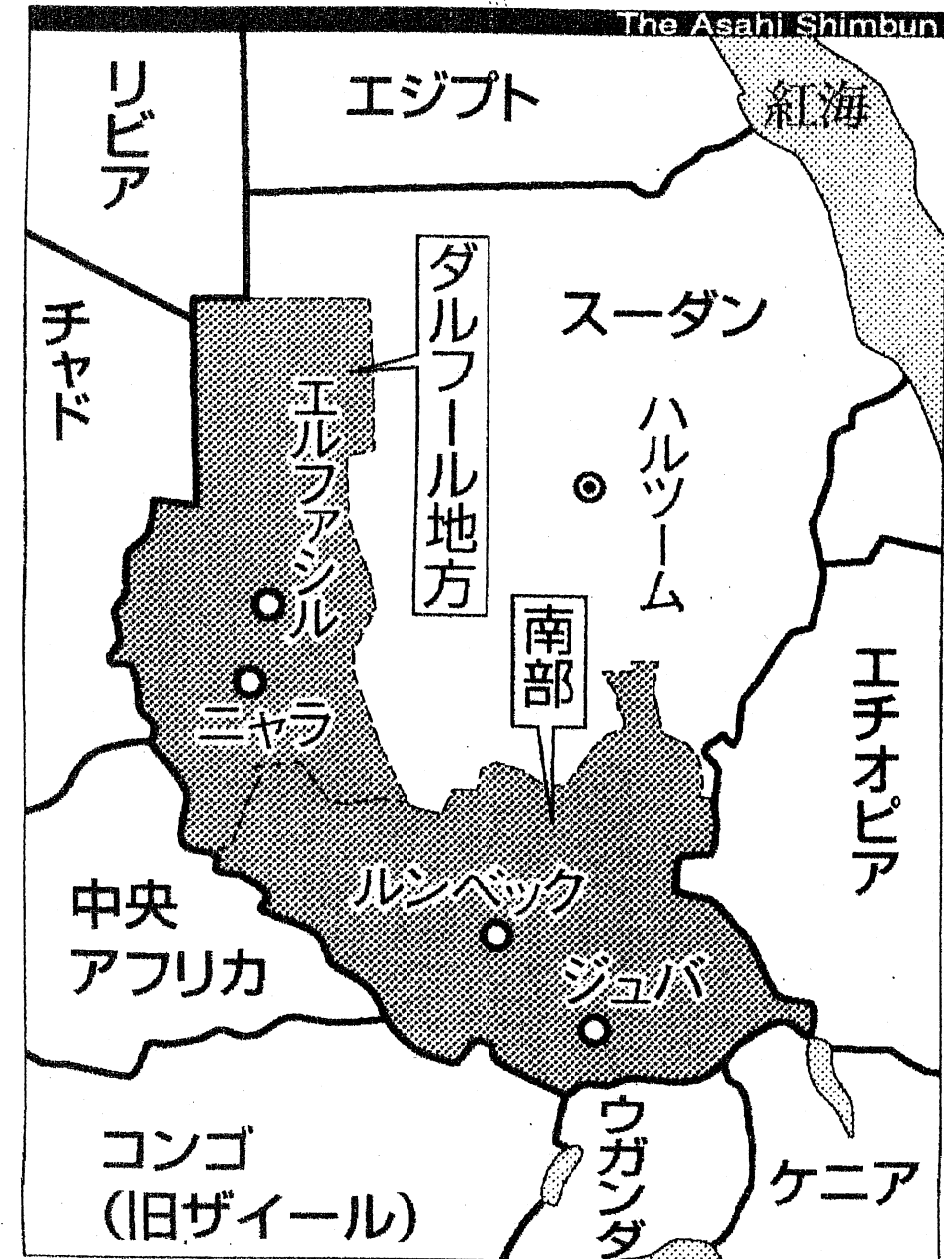 The Asahi Shimbun
リビア
エジプト
紅海
チャド
ダルフール地方
スーダン
エルファシル
ハルツーム
南部
ニャラ
エチオピア
ルンベック
中央
アフリカ
ジュバ
コンゴ
(旧ザイール)
ウガンダ
ケニア